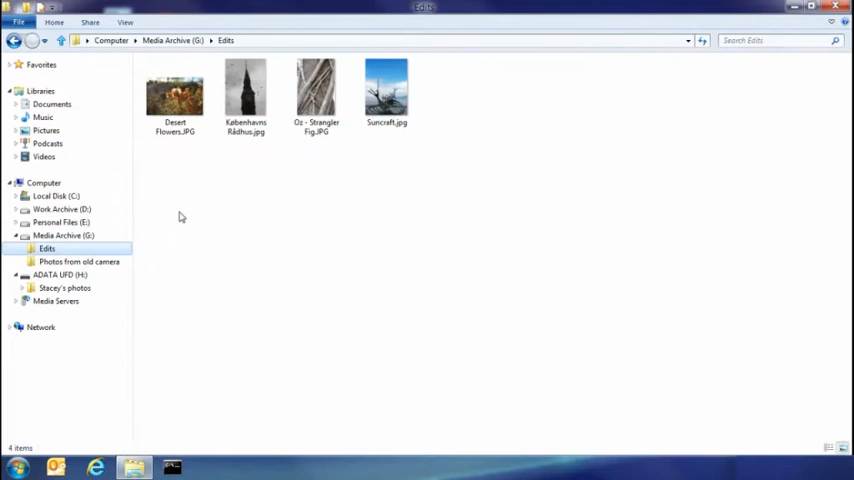 Edits
File Home Share View
Computer Media Archive (G:) Edits
Search Edits
Favorites
Libraries
Documents
Music
Pictures
Podcasts
Videos
Computer
Local Disk (C:)
Work Archive (D:)
Personal Files (E:)
Media Archive (G:)
Edits
Photos from old camera
ADATA UFD (H:)
Stacey's photos
Media Servers
Network
Desert
Flowers.JPG
Københavns
Rådhus.jpg
Oz - Strangler
Fig.JPG
Suncraft.jpg
4 items